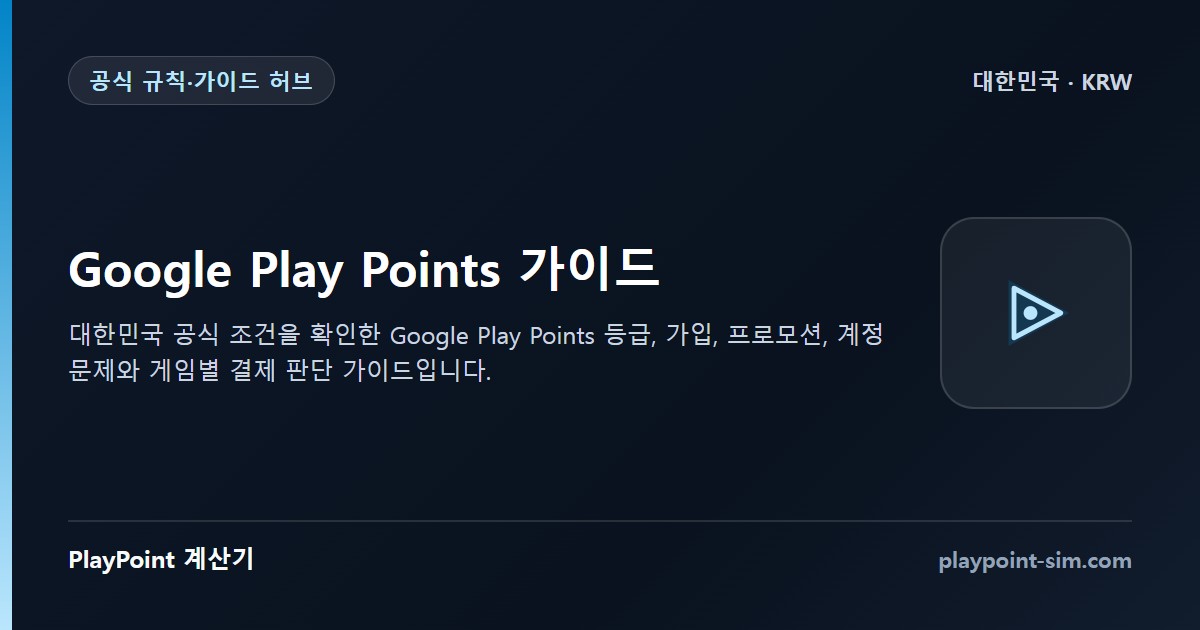 공식 규칙·가이드 허브
대한민국 · KRW
Google Play Points 가이드
대한민국 공식 조건을 확인한 Google Play Points 등급, 가입, 프로모션, 계정
문제와 게임별 결제 판단 가이드입니다.
PlayPoint 계산기
playpoint-sim.com